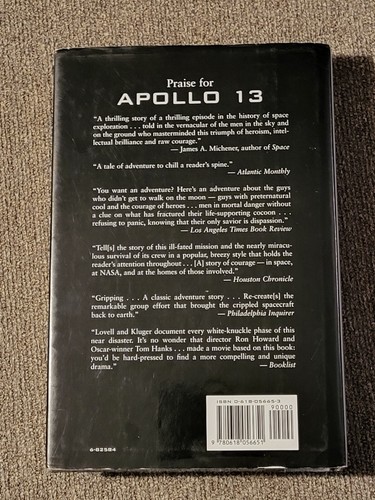 Praise for
APOLLO 13
"A thrilling story of a thrilling episode in the history of space
exploration . . . told in the vernacular of the men in the sky and
on the ground who masterminded this triumph of heroism, intel-
lectual brilliance and raw courage."
— James A. Michener, author of Space
"A tale of adventure to chill a reader's spine."
— Atlantic Monthly
"You want an adventure? Here's an adventure about the guys
who didn't get to walk on the moon — guys with preternatural
cool and the courage of heroes . . . men in mortal danger without
a clue on what has fractured their life-supporting cocoon . . .
refusing to panic, knowing that their only savior is dispassion."
— Los Angeles Times Book Review
"Tell[s] the story of this ill-fated mission and the nearly miracu-
lous survival of its crew in a popular, breezy style that holds the
reader's attention throughout . . . [A] story of courage — in space,
at NASA, and at the homes of those involved."
— Houston Chronicle
"Gripping . . . A classic adventure story . . . Re-create[s] the
remarkable group effort that brought the crippled spacecraft
back to earth."
— Philadelphia Inquirer
"Lovell and Kluger document every white-knuckle phase of this
near disaster. It's no wonder that director Ron Howard and
Oscar-winner Tom Hanks . . . made a movie based on this book:
you'd be hard-pressed to find a more compelling and unique
drama."
— Booklist
ISBN 0-618-05665-3
90000
9 780618 056651
6-82584